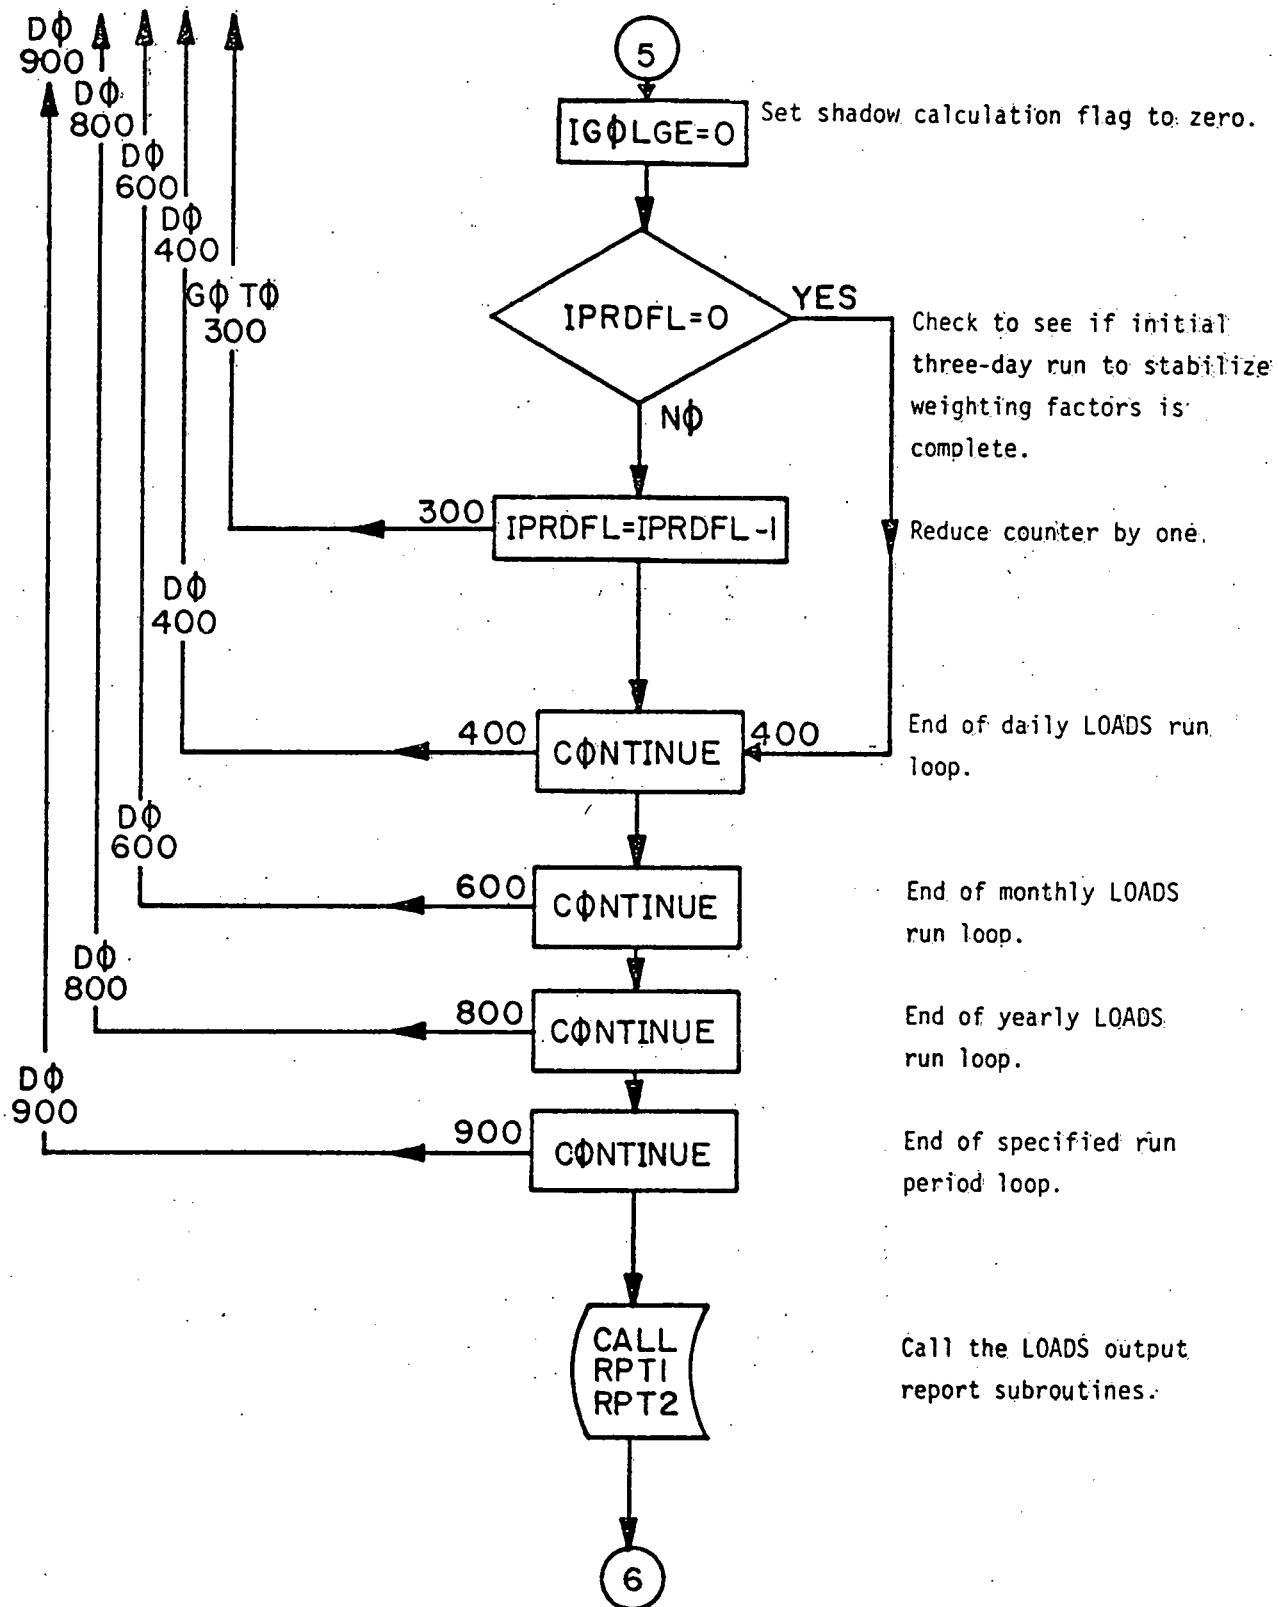 DΦ
900
DΦ
800
DΦ
600
DΦ
400
GΦ TΦ
300
5
IGΦLGE=0
Set shadow calculation flag to zero.
IPRDFL=0
YES
NΦ
Check to see if initial
three-day run to stabilize
weighting factors is
complete.
300
IPRDFL=IPRDFL-1
Reduce counter by one.
DΦ
400
400
CΦNTINUE
400
End of daily LOADS run
loop.
DΦ
600
600
CΦNTINUE
End of monthly LOADS
run loop.
DΦ
800
800
CΦNTINUE
End of yearly LOADS
run loop.
DΦ
900
900
CΦNTINUE
End of specified run
period loop.
CALL
RPT1
RPT2
Call the LOADS output
report subroutines.
6